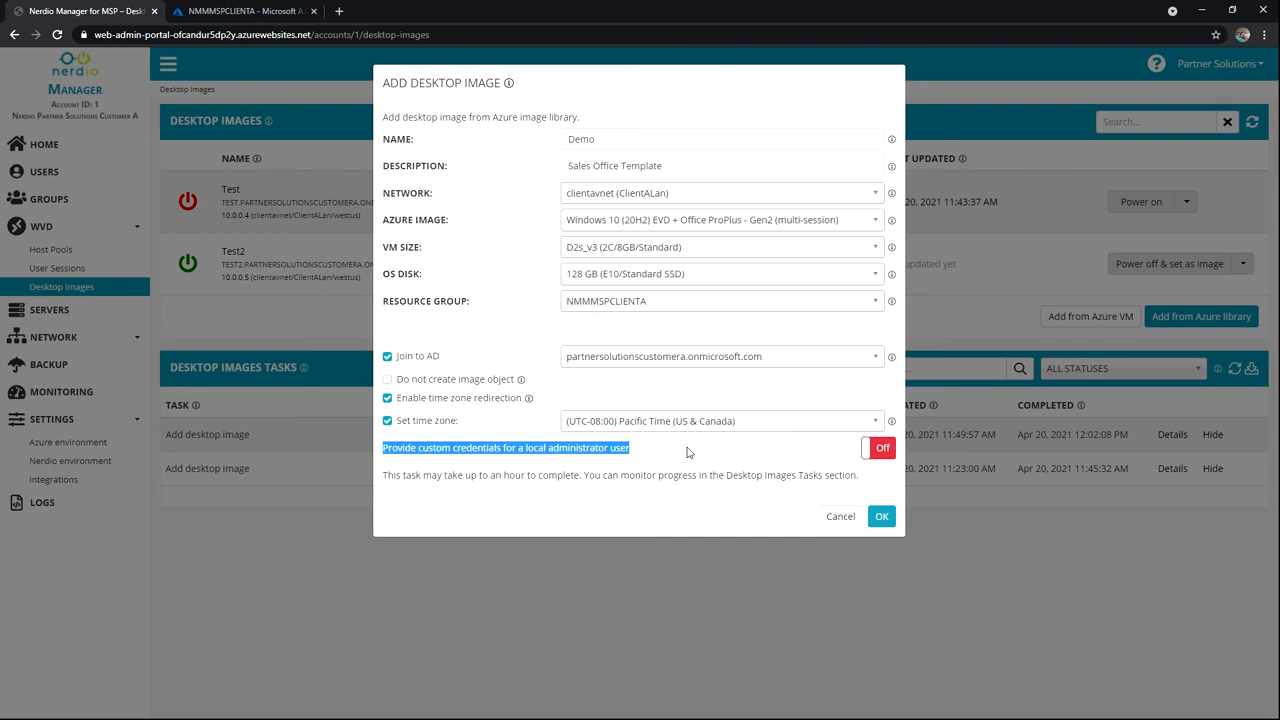 Nerdio Manager for MSP – Desk
NMMMSPCLIENTA - Microsoft A
web-admin-portal-ofcandur5dp2y.azurewebsites.net/accounts/1/desktop-images
nerdio
MANAGER
ACCOUNT ID: 1
NERDIO PARTNER SOLUTIONS CUSTOMER A
HOME
USERS
GROUPS
WVD
Host Pools
User Sessions
Desktop Images
SERVERS
NETWORK
BACKUP
MONITORING
SETTINGS
Azure environment
Nerdio environment
Integrations
LOGS
Partner Solutions
Desktop Images
DESKTOP IMAGES
Search...
NAME
T UPDATED
Test
TEST.PARTNERSOLUTIONSCUSTOMERA.ON
10.0.0.4 (clientavnet/ClientALan/westus)
20, 2021 11:43:37 AM
Power on
Test2
TEST2.PARTNERSOLUTIONSCUSTOMERA.O
10.0.0.5 (clientavnet/ClientALan/westus)
updated yet
Power off & set as image
Add from Azure VM
Add from Azure library
DESKTOP IMAGES TASKS
ALL STATUSES
TASK
ATED
COMPLETED
Add desktop image
20, 2021 11:49:57 AM
Apr 20, 2021 12:02:08 PM
Details
Hide
Add desktop image
20, 2021 11:23:00 AM
Apr 20, 2021 11:45:32 AM
Details
Hide
ADD DESKTOP IMAGE
Add desktop image from Azure image library.
NAME: Demo
DESCRIPTION: Sales Office Template
NETWORK: clientavnet (ClientALan)
AZURE IMAGE: Windows 10 (20H2) EVD + Office ProPlus - Gen2 (multi-session)
VM SIZE: D2s_v3 (2C/8GB/Standard)
OS DISK: 128 GB (E10/Standard SSD)
RESOURCE GROUP: NMMMSPCLIENTA
Join to AD partnersolutionscustomera.onmicrosoft.com
Do not create image object
Enable time zone redirection
Set time zone: (UTC-08:00) Pacific Time (US & Canada)
Provide custom credentials for a local administrator user Off
This task may take up to an hour to complete. You can monitor progress in the Desktop Images Tasks section.
Cancel OK